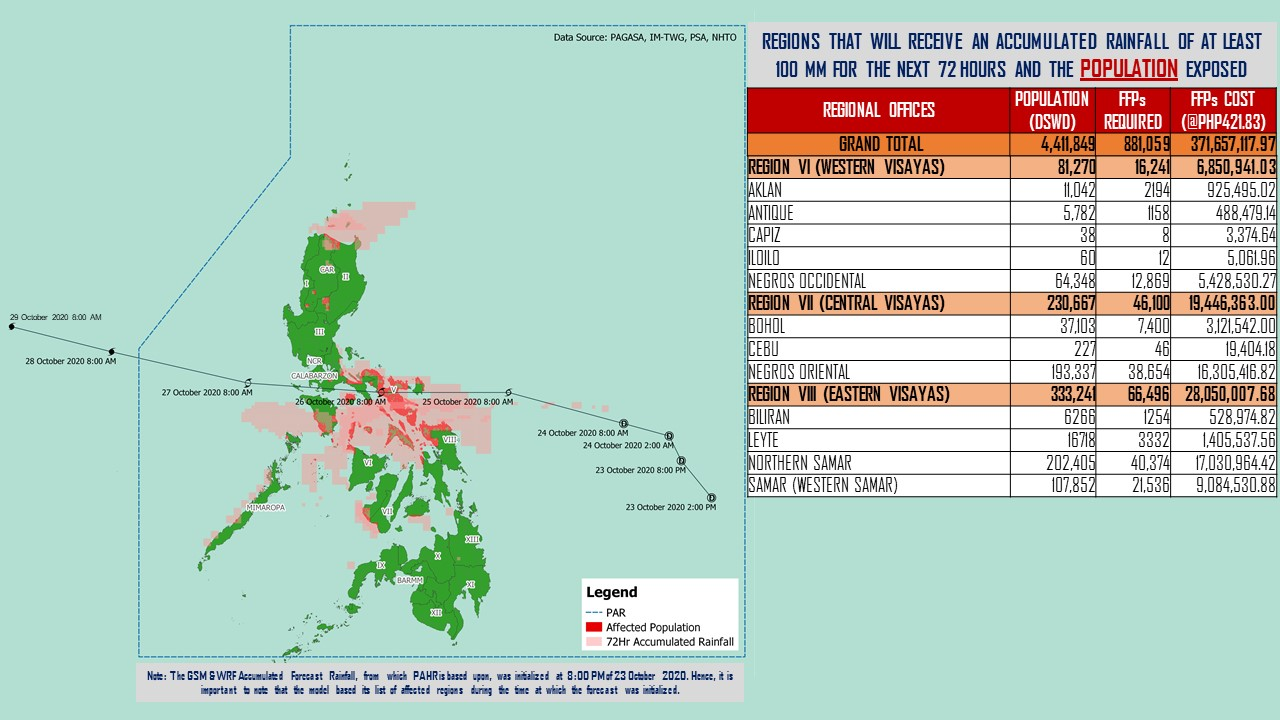 Data Source: PAGASA, IM-TWG, PSA, NHTO
CAR
II
I
III
NCR
CALABARZON
V
VIII
VI
VII
MIMAROPA
XIII
X
IX
BARMM
XI
XII
29 October 2020 8:00 AM
28 October 2020 8:00 AM
27 October 2020 8:00 AM
26 October 2020 8:00 AM
25 October 2020 8:00 AM
24 October 2020 8:00 AM
24 October 2020 2:00 AM
23 October 2020 8:00 PM
23 October 2020 2:00 PM
D
D
D
D
Legend
PAR
Affected Population
72Hr Accumulated Rainfall
Note: The GSM & WRF Accumulated Forecast Rainfall, from which PAHR is based upon, was initialized at 8:00 PM of 23 October 2020. Hence, it is
important to note that the model based its list of affected regions during the time at which the forecast was initialized.
REGIONS THAT WILL RECEIVE AN ACCUMULATED RAINFALL OF AT LEAST
100 MM FOR THE NEXT 72 HOURS AND THE POPULATION EXPOSED
REGIONAL OFFICES POPULATION (DSWD) FFPs REQUIRED FFPs COST (@PHP421.83)
GRAND TOTAL 4,411,849 881,059 371,657,117.97
REGION VI (WESTERN VISAYAS) 81,270 16,241 6,850,941.03
AKLAN 11,042 2194 925,495.02
ANTIQUE 5,782 1158 488,479.14
CAPIZ 38 8 3,374.64
ILOILO 60 12 5,061.96
NEGROS OCCIDENTAL 64,348 12,869 5,428,530.27
REGION VII (CENTRAL VISAYAS) 230,667 46,100 19,446,363.00
BOHOL 37,103 7,400 3,121,542.00
CEBU 227 46 19,404.18
NEGROS ORIENTAL 193,337 38,654 16,305,416.82
REGION VIII (EASTERN VISAYAS) 333,241 66,496 28,050,007.68
BILIRAN 6266 1254 528,974.82
LEYTE 16718 3332 1,405,537.56
NORTHERN SAMAR 202,405 40,374 17,030,964.42
SAMAR (WESTERN SAMAR) 107,852 21,536 9,084,530.88